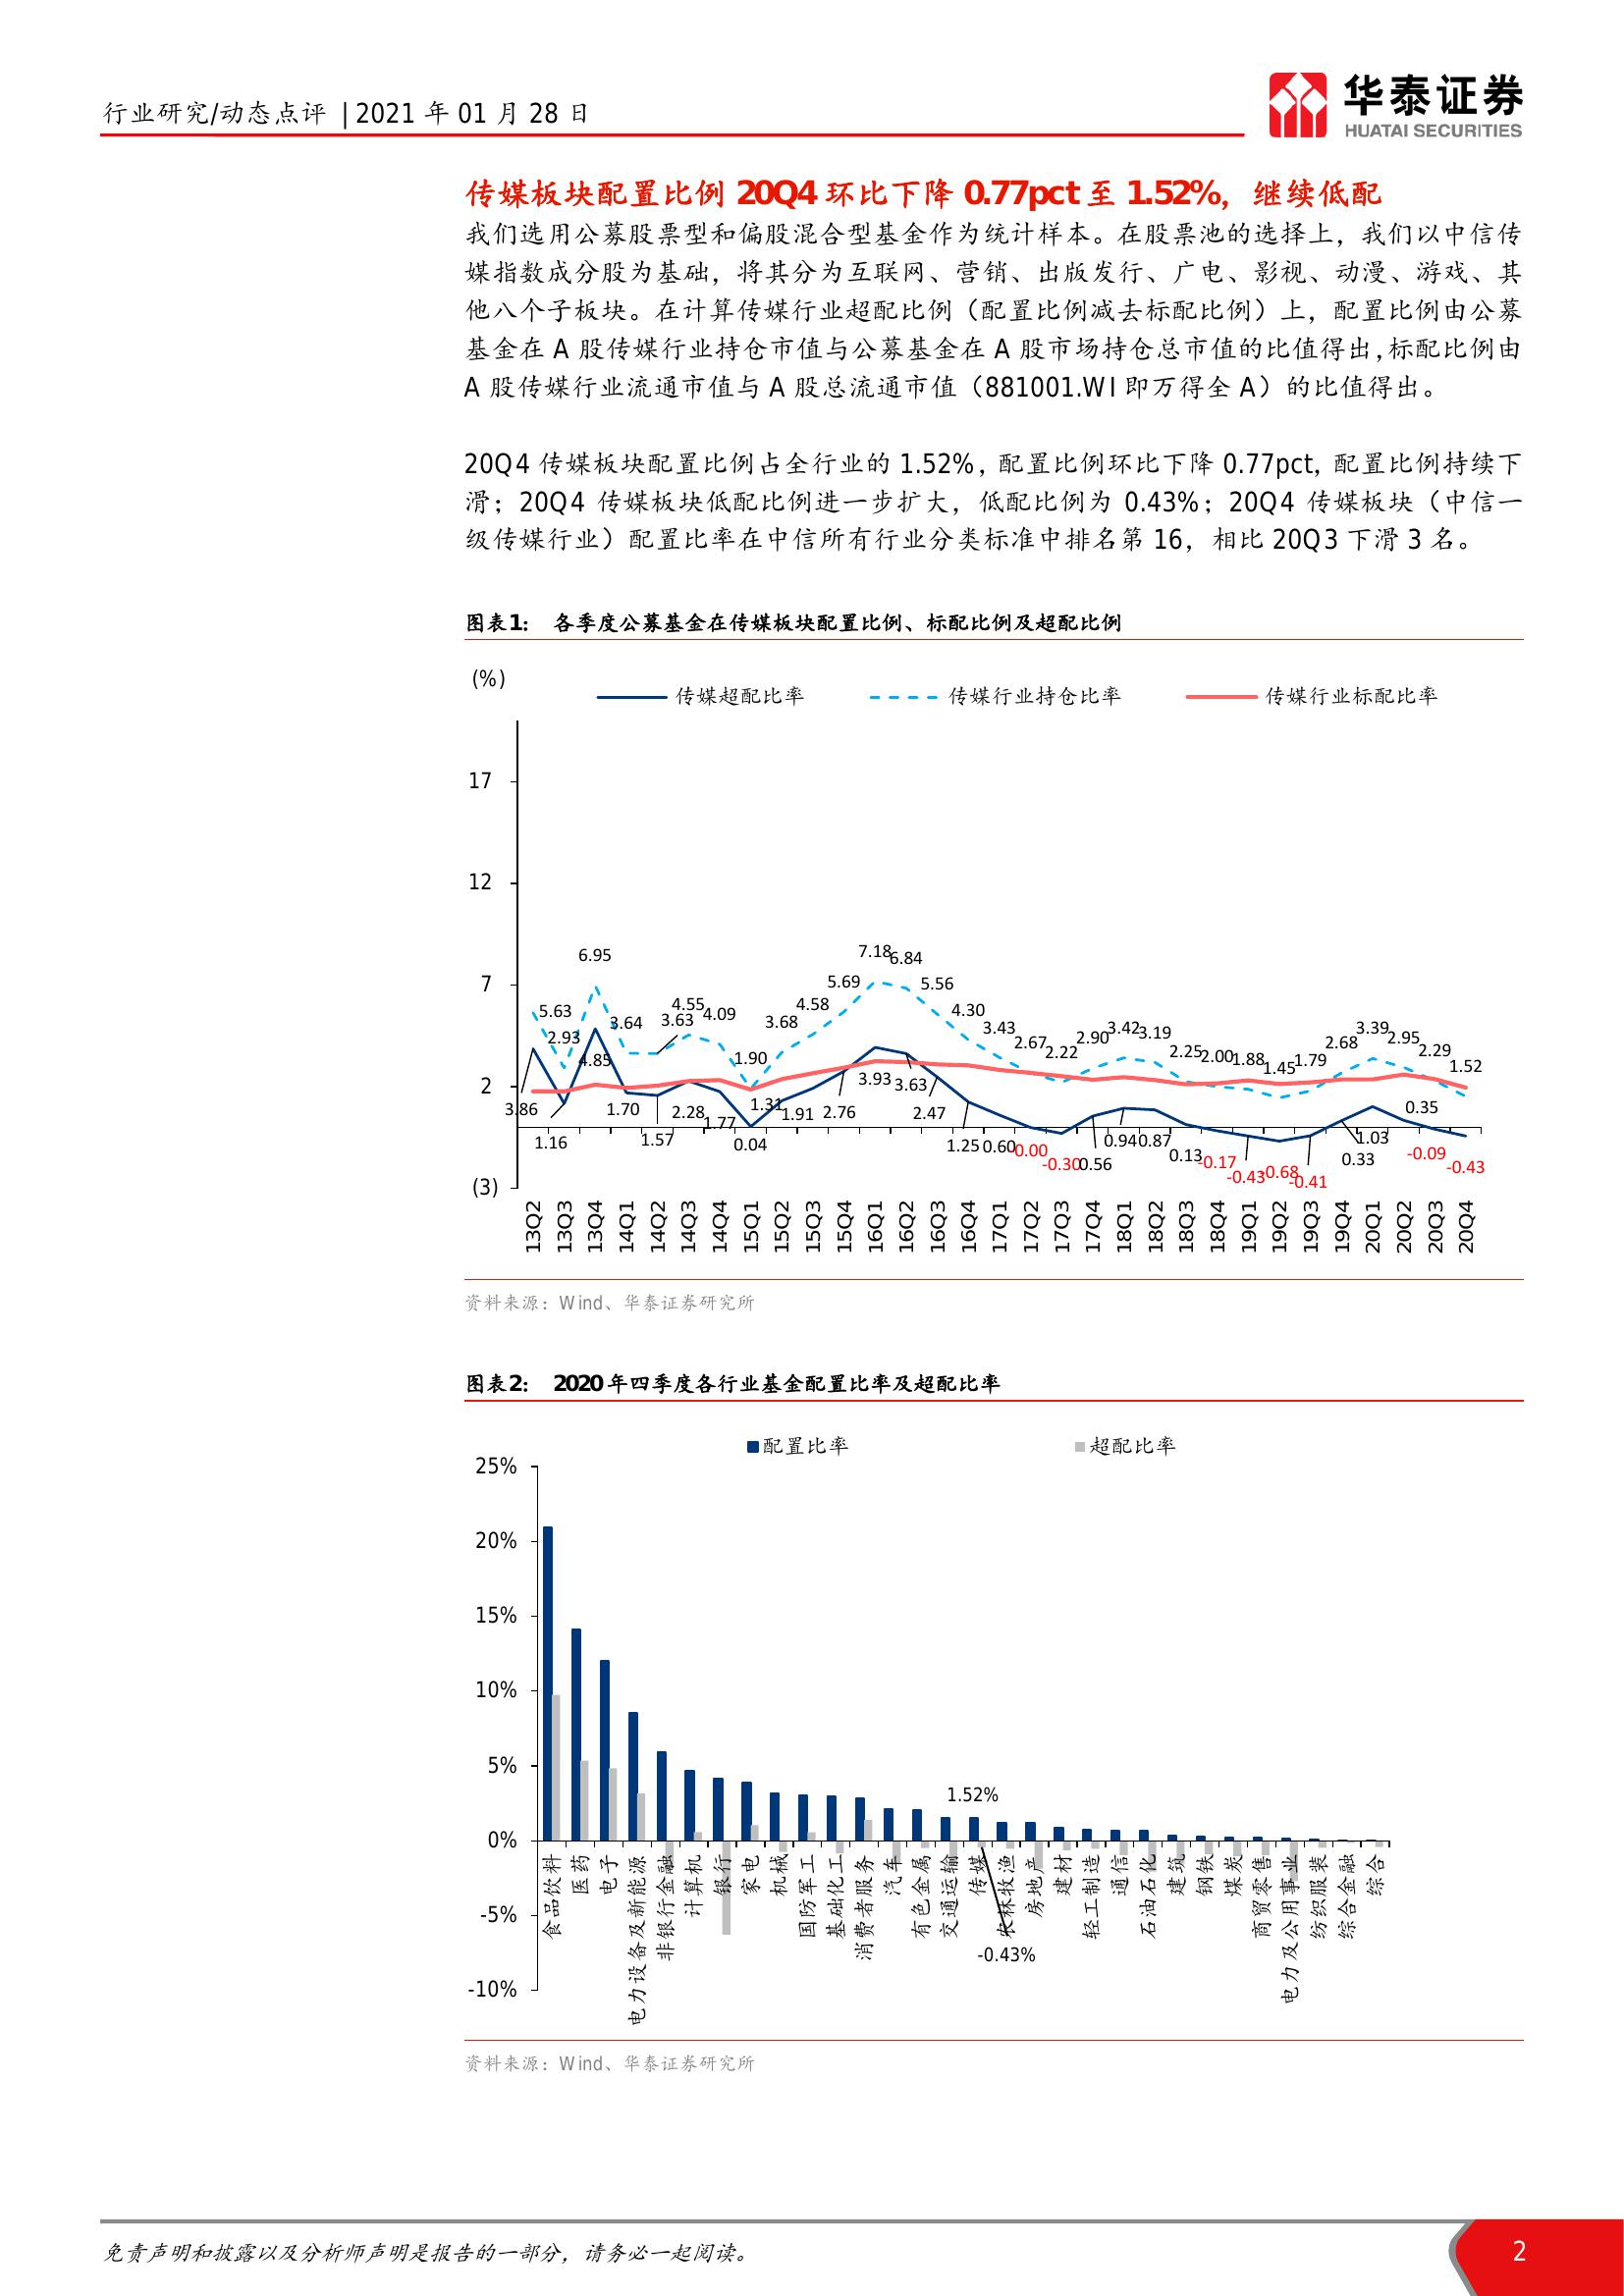 行业研究/动态点评 | 2021 年 01 月 28 日
华泰证券
HUATAI SECURITIES
传媒板块配置比例 20Q4 环比下降 0.77pct 至 1.52%，继续低配
我们选用公募股票型和偏股混合型基金作为统计样本。在股票池的选择上，我们以中信传
媒指数成分股为基础，将其分为互联网、营销、出版发行、广电、影视、动漫、游戏、其
他八个子板块。在计算传媒行业超配比例（配置比例减去标配比例）上，配置比例由公募
基金在 A 股传媒行业持仓市值与公募基金在 A 股市场持仓总市值的比值得出，标配比例由
A 股传媒行业流通市值与 A 股总流通市值（881001.WI 即万得全 A）的比值得出。
20Q4 传媒板块配置比例占全行业的 1.52%，配置比例环比下降 0.77pct，配置比例持续下
滑；20Q4 传媒板块低配比例进一步扩大，低配比例为 0.43%；20Q4 传媒板块（中信一
级传媒行业）配置比率在中信所有行业分类标准中排名第 16，相比 20Q3 下滑 3 名。
图表1： 各季度公募基金在传媒板块配置比例、标配比例及超配比例
(%)
传媒超配比率 传媒行业持仓比率 传媒行业标配比率
17
12
7
2
(3)
5.63 2.93 6.95 3.64 3.63 4.55 4.09 1.90 3.68 4.58 5.69 7.18 6.84 5.56 4.30 3.43 2.67 2.22 2.90 3.42 3.19 2.25 2.00 1.88 1.45 1.79 2.68 3.39 2.95 2.29 1.52
3.86 1.16 4.85 1.70 1.57 2.28 1.77 0.04 1.31 1.91 2.76 3.93 3.63 2.47 1.25 0.60 0.00 -0.30 0.56 0.94 0.87 0.13 -0.17 -0.43 -0.68 -0.41 0.33 1.03 0.35 -0.09 -0.43
13Q2 13Q3 13Q4 14Q1 14Q2 14Q3 14Q4 15Q1 15Q2 15Q3 15Q4 16Q1 16Q2 16Q3 16Q4 17Q1 17Q2 17Q3 17Q4 18Q1 18Q2 18Q3 18Q4 19Q1 19Q2 19Q3 19Q4 20Q1 20Q2 20Q3 20Q4
资料来源：Wind、华泰证券研究所
图表2： 2020 年四季度各行业基金配置比率及超配比率
配置比率 超配比率
25%
20%
15%
10%
5%
0%
-5%
-10%
1.52%
-0.43%
食品饮料 医药 电子 电力设备及新能源 非银行金融 计算机 银行 家电 机械 国防军工 基础化工 消费者服务 汽车 有色金属 交通运输 传媒 农林牧渔 房地产 建材 轻工制造 通信 石油石化 建筑 钢铁 煤炭 商贸零售 电力及公用事业 纺织服装 综合金融 综合
资料来源：Wind、华泰证券研究所
免责声明和披露以及分析师声明是报告的一部分，请务必一起阅读。
2